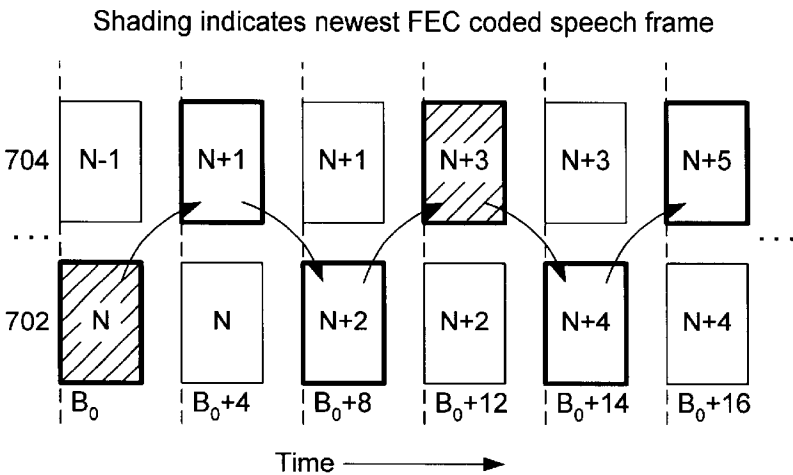 Shading indicates newest FEC coded speech frame
704 N-1 N+1 N+1 N+3 N+3 N+5
... ...
702 N N N+2 N+2 N+4 N+4
B₀ B₀+4 B₀+8 B₀+12 B₀+14 B₀+16
Time